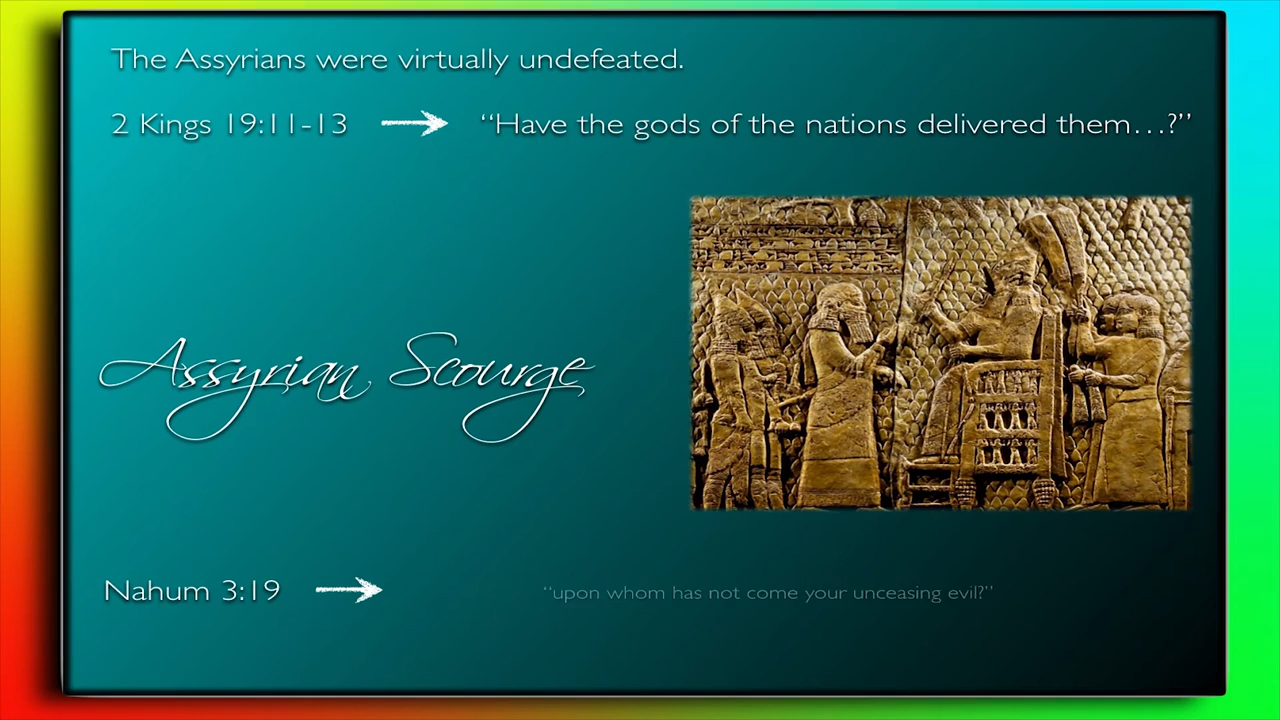 The Assyrians were virtually undefeated.
2 Kings 19:11-13 → “Have the gods of the nations delivered them…?”
Assyrian Scourge
Nahum 3:19 → “upon whom has not come your unceasing evil?”